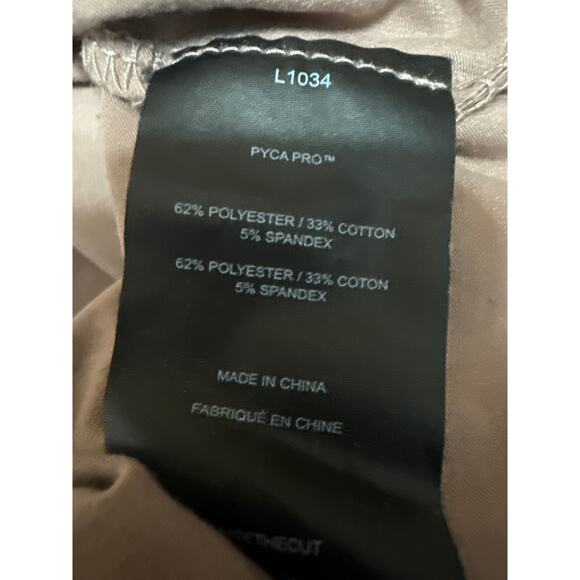 L1034
PYCA PRO™
62% POLYESTER / 33% COTTON
5% SPANDEX
62% POLYESTER / 33% COTON
5% SPANDEX
MADE IN CHINA
FABRIQUÉ EN CHINE